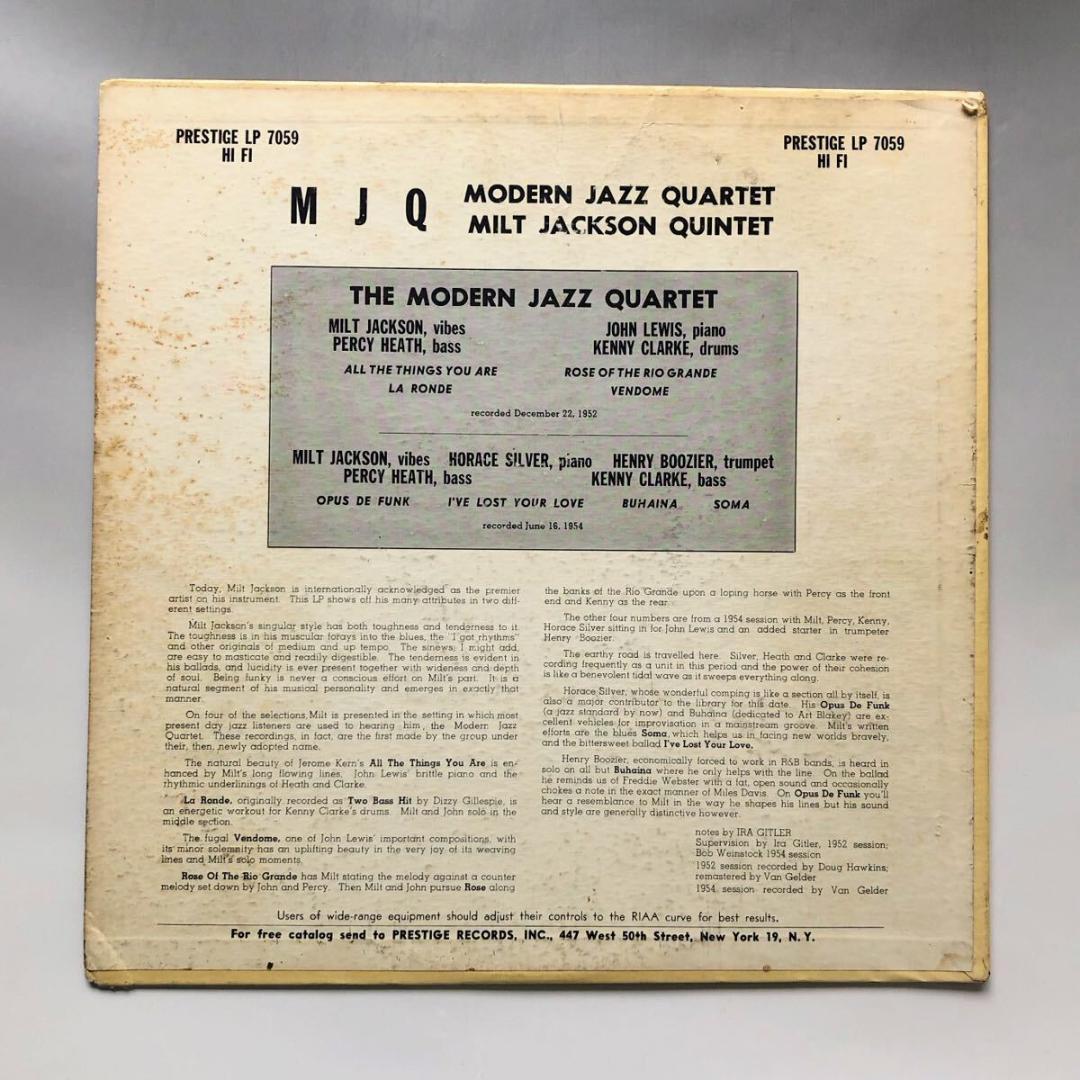 PRESTIGE LP 7059
HI FI
PRESTIGE LP 7059
HI FI
M J Q
MODERN JAZZ QUARTET
MILT JACKSON QUINTET
THE MODERN JAZZ QUARTET
MILT JACKSON, vibes JOHN LEWIS, piano
PERCY HEATH, bass KENNY CLARKE, drums
ALL THE THINGS YOU ARE ROSE OF THE RIO GRANDE
LA RONDE VENDOME
recorded December 22, 1952
MILT JACKSON, vibes HORACE SILVER, piano HENRY BOOZIER, trumpet
PERCY HEATH, bass KENNY CLARKE, bass
OPUS DE FUNK I'VE LOST YOUR LOVE BUHAINA SOMA
recorded June 16, 1954
Today, Milt Jackson is internationally acknowledged as the premier
artist on his instrument. This LP shows off his many attributes in two diff-
erent settings.
Milt Jackson's singular style has both toughness and tenderness to it.
The toughness is in his muscular forays into the blues, the "I got rhythms"
and other originals of medium and up tempo. The sinews, I might add,
are easy to masticate and readily digestible. The tenderness is evident in
his ballads, and lucidity is ever present together with wideness and depth
of soul. Being funky is never a conscious effort on Milt's part. It is a
natural segment of his musical personality and emerges in exactly that
manner.
On four of the selections, Milt is presented in the setting in which most
present day jazz listeners are used to hearing him, the Modern Jazz
Quartet. These recordings, in fact, are the first made by the group under
their, then, newly adopted name.
The natural beauty of Jerome Kern's All The Things You Are is en-
hanced by Milt's long flowing lines, John Lewis' brittle piano and the
rhythmic underlinings of Heath and Clarke.
La Ronde, originally recorded as Two Bass Hit by Dizzy Gillespie, is
an energetic workout for Kenny Clarke's drums. Milt and John solo in the
middle section.
The fugal Vendome, one of John Lewis' important compositions, with
its minor solemnity has an uplifting beauty in the very joy of its weaving
lines and Milt's solo moments.
Rose Of The Rio Grande has Milt stating the melody against a counter
melody set down by John and Percy. Then Milt and John pursue Rose along
the banks of the Rio Grande upon a loping horse with Percy as the front
end and Kenny as the rear.
The other four numbers are from a 1954 session with Milt, Percy, Kenny,
Horace Silver sitting in for John Lewis and an added starter in trumpeter
Henry Boozier.
The earthy road is travelled here. Silver, Heath and Clarke were re-
cording frequently as a unit in this period and the power of their cohesion
is like a benevolent tidal wave as it sweeps everything along.
Horace Silver, whose wonderful comping is like a section all by itself, is
also a major contributor to the library for this date. His Opus De Funk
(a jazz standard by now) and Buhaina (dedicated to Art Blakey) are ex-
cellent vehicles for improvisation in a mainstream groove. Milt's written
efforts are the blues Soma, which helps us in facing new worlds bravely,
and the bittersweet ballad I've Lost Your Love.
Henry Boozier, economically forced to work in R&B bands, is heard in
solo on all but Buhaina where he only helps with the line. On the ballad
he reminds us of Freddie Webster with a fat, open sound and occasionally
chokes a note in the exact manner of Miles Davis. On Opus De Funk you'll
hear a resemblance to Milt in the way he shapes his lines but his sound
and style are generally distinctive however.
notes by IRA GITLER
Supervision by Ira Gitler, 1952 session;
Bob Weinstock 1954 session
1952 session recorded by Doug Hawkins;
remastered by Van Gelder
1954 session recorded by Van Gelder
Users of wide-range equipment should adjust their controls to the RIAA curve for best results.
For free catalog send to PRESTIGE RECORDS, INC., 447 West 50th Street, New York 19, N.Y.